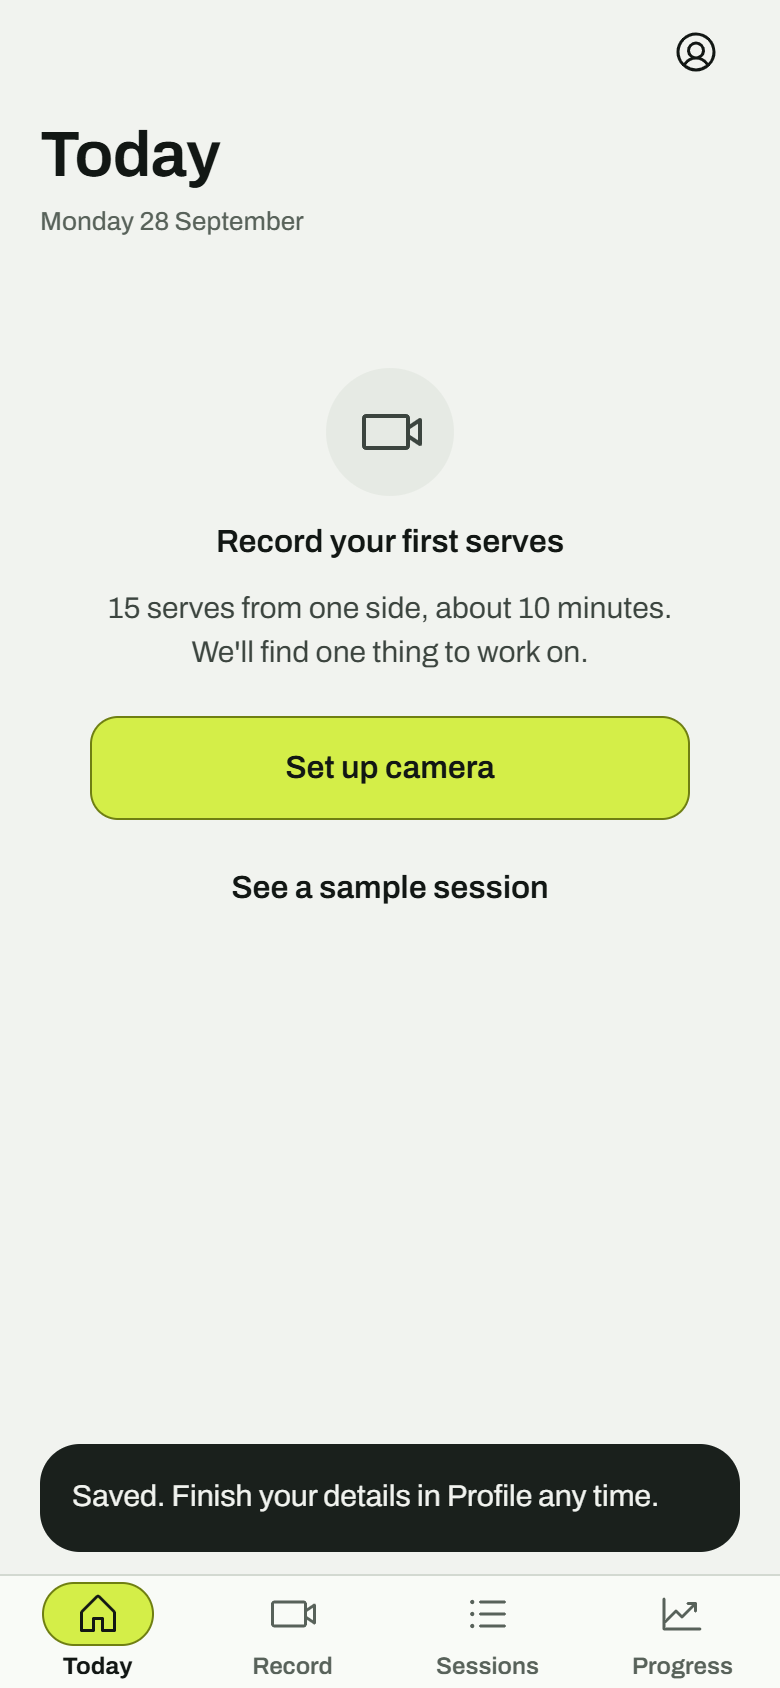 Today
Monday 28 September
Record your first serves
15 serves from one side, about 10 minutes.
We'll find one thing to work on.
Set up camera
See a sample session
Saved. Finish your details in Profile any time.
Today
Record
Sessions
Progress